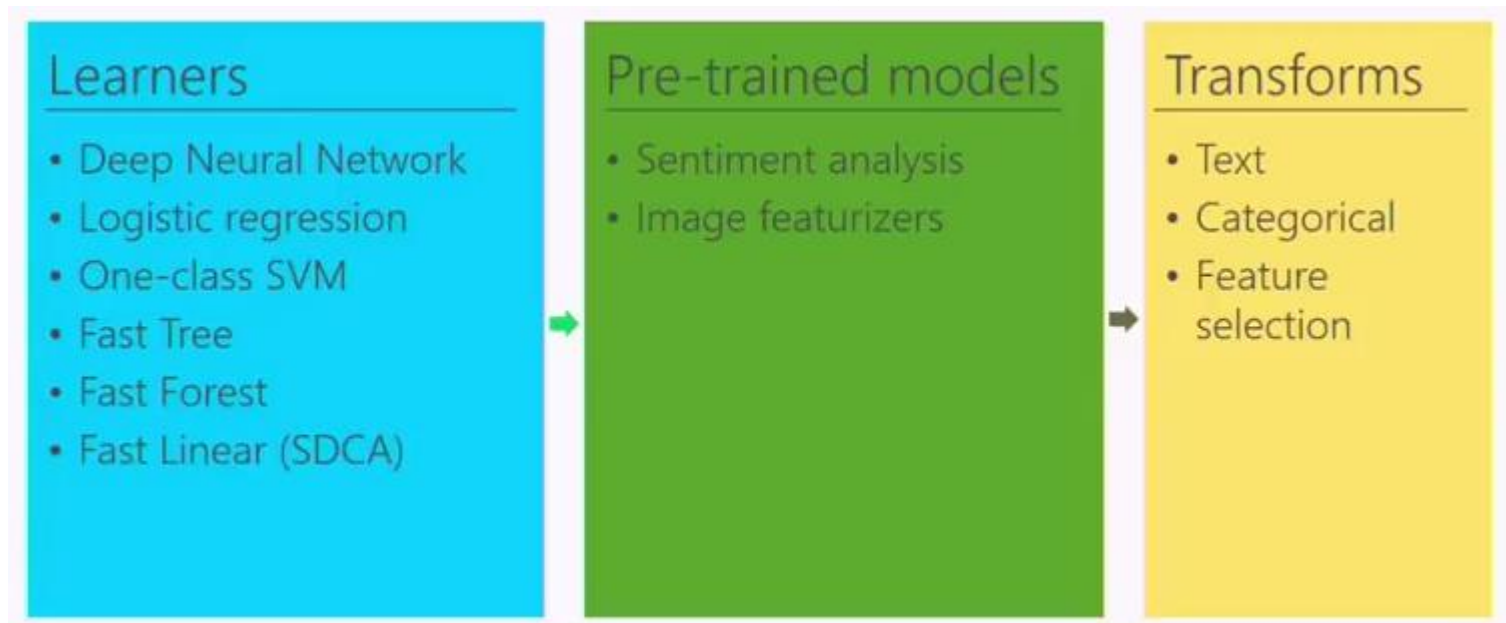 Learners
• Deep Neural Network
• Logistic regression
• One-class SVM
• Fast Tree
• Fast Forest
• Fast Linear (SDCA)
Pre-trained models
• Sentiment analysis
• Image featurizers
Transforms
• Text
• Categorical
• Feature
selection